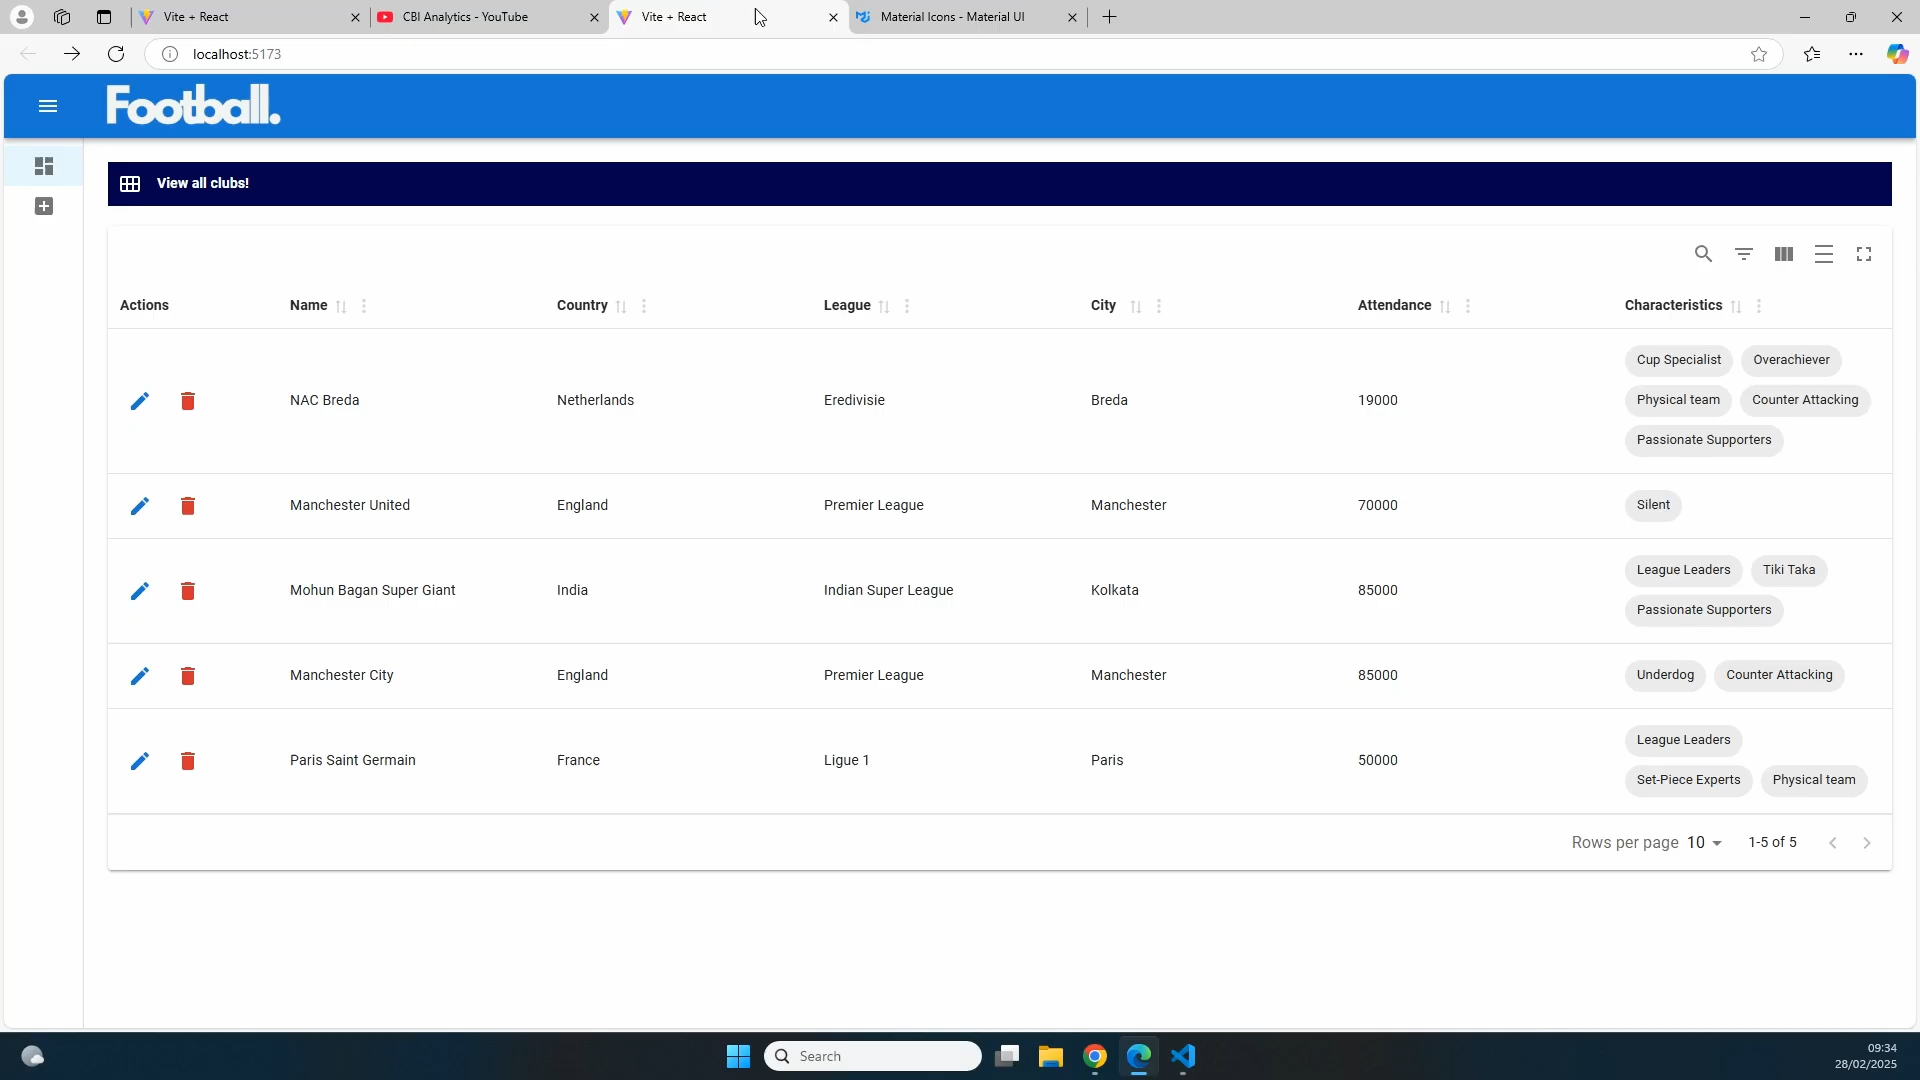 Vite + React
CBI Analytics - YouTube
Vite + React
Material Icons - Material UI
localhost:5173
Football.
View all clubs!
Actions Name Country League City Attendance Characteristics
NAC Breda Netherlands Eredivisie Breda 19000
Cup Specialist Overachiever
Physical team Counter Attacking
Passionate Supporters
Manchester United England Premier League Manchester 70000 Silent
Mohun Bagan Super Giant India Indian Super League Kolkata 85000
League Leaders Tiki Taka
Passionate Supporters
Manchester City England Premier League Manchester 85000 Underdog Counter Attacking
Paris Saint Germain France Ligue 1 Paris 50000
League Leaders
Set-Piece Experts Physical team
Rows per page 10 1-5 of 5
Search
09:34
28/02/2025